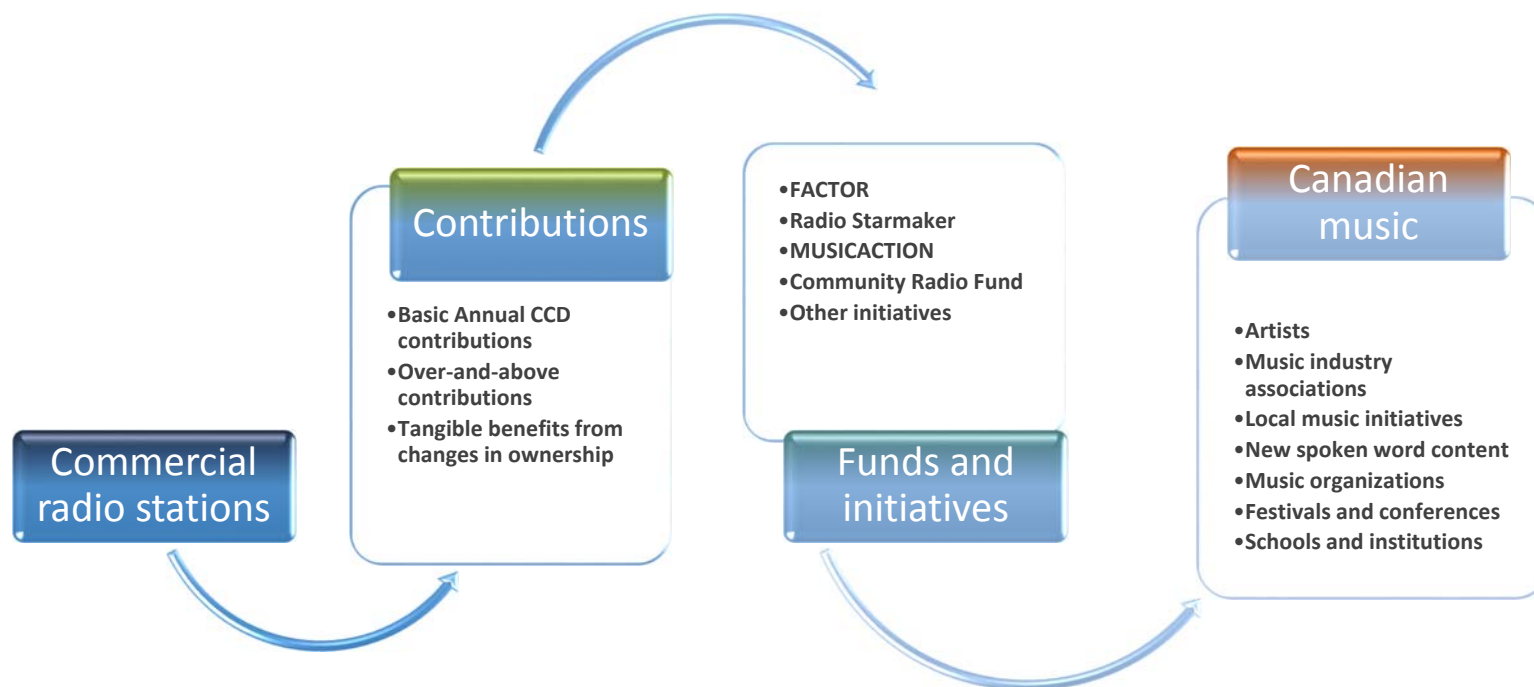 Commercial
radio stations
Contributions
•Basic Annual CCD
contributions
•Over-and-above
contributions
•Tangible benefits from
changes in ownership
•FACTOR
•Radio Starmaker
•MUSICACTION
•Community Radio Fund
•Other initiatives
Funds and
initiatives
Canadian
music
•Artists
•Music industry
associations
•Local music initiatives
•New spoken word content
•Music organizations
•Festivals and conferences
•Schools and institutions